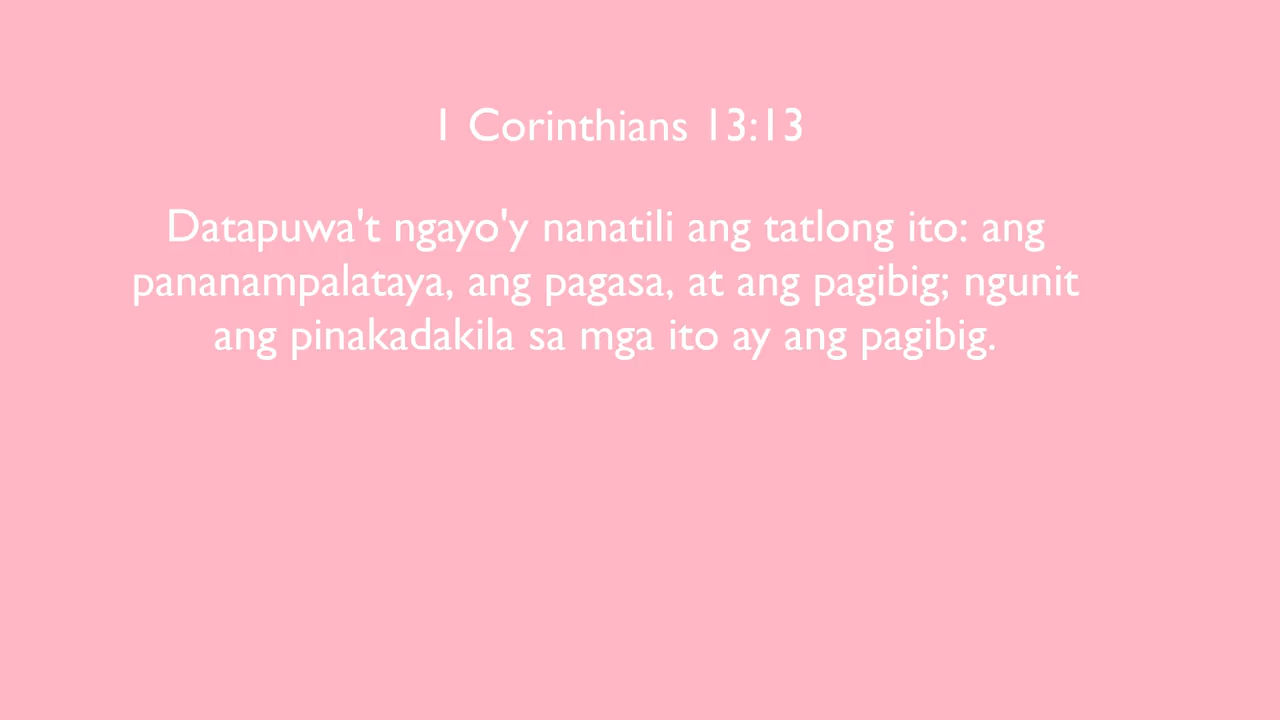 1 Corinthians 13:13
Datapuwa't ngayo'y nanatili ang tatlong ito: ang
pananampalataya, ang pagasa, at ang pagibig; ngunit
ang pinakadakila sa mga ito ay ang pagibig.